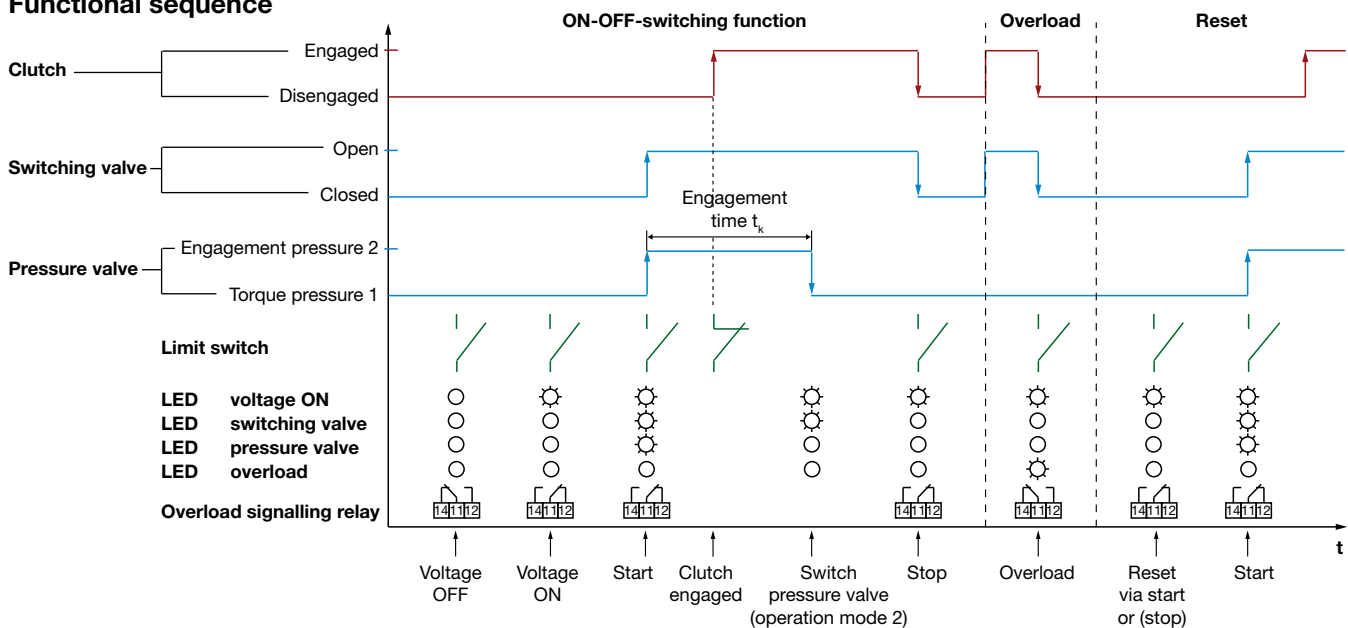 Functional sequence
ON-OFF-switching function
Overload
Reset
Clutch
Engaged
Disengaged
Switching valve
Open
Closed
Engagement
time tk
Pressure valve
Engagement pressure 2
Torque pressure 1
Limit switch
LED voltage ON
LED switching valve
LED pressure valve
LED overload
Overload signalling relay
14 11 12
14 11 12
14 11 12
14 11 12
14 11 12
14 11 12
14 11 12
t
Voltage
OFF
Voltage
ON
Start
Clutch
engaged
Switch
pressure valve
(operation mode 2)
Stop
Overload
Reset
via start
or (stop)
Start